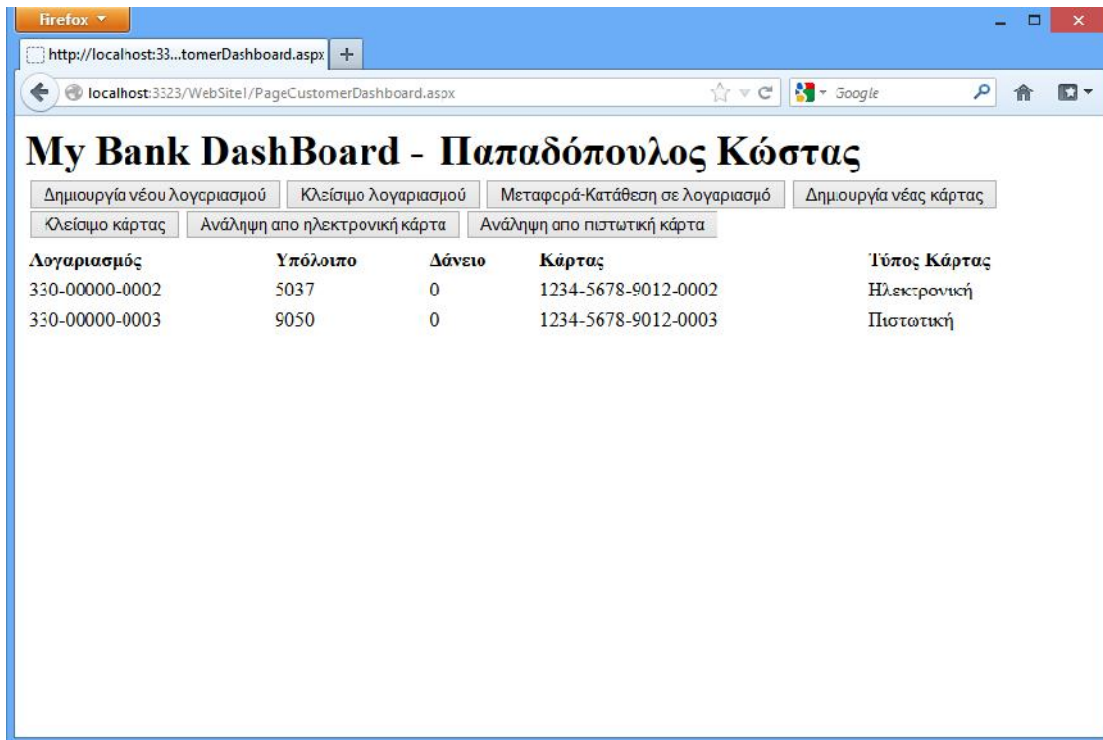 Firefox
http://localhost:33...tomerDashboard.aspx
localhost:3323/WebSite1/PageCustomerDashboard.aspx Google
My Bank DashBoard - Παπαδόπουλος Κώστας
Δημιουργία νέου λογαριασμού Κλείσιμο λογαριασμού Μεταφορά-Κατάθεση σε λογαριασμό Δημιουργία νέας κάρτας
Κλείσιμο κάρτας Ανάληψη απο ηλεκτρονική κάρτα Ανάληψη απο πιστωτική κάρτα
Λογαριασμός Υπόλοιπο Δάνειο Κάρτας Τύπος Κάρτας
330-00000-0002 5037 0 1234-5678-9012-0002 Ηλεκτρονική
330-00000-0003 9050 0 1234-5678-9012-0003 Πιστωτική